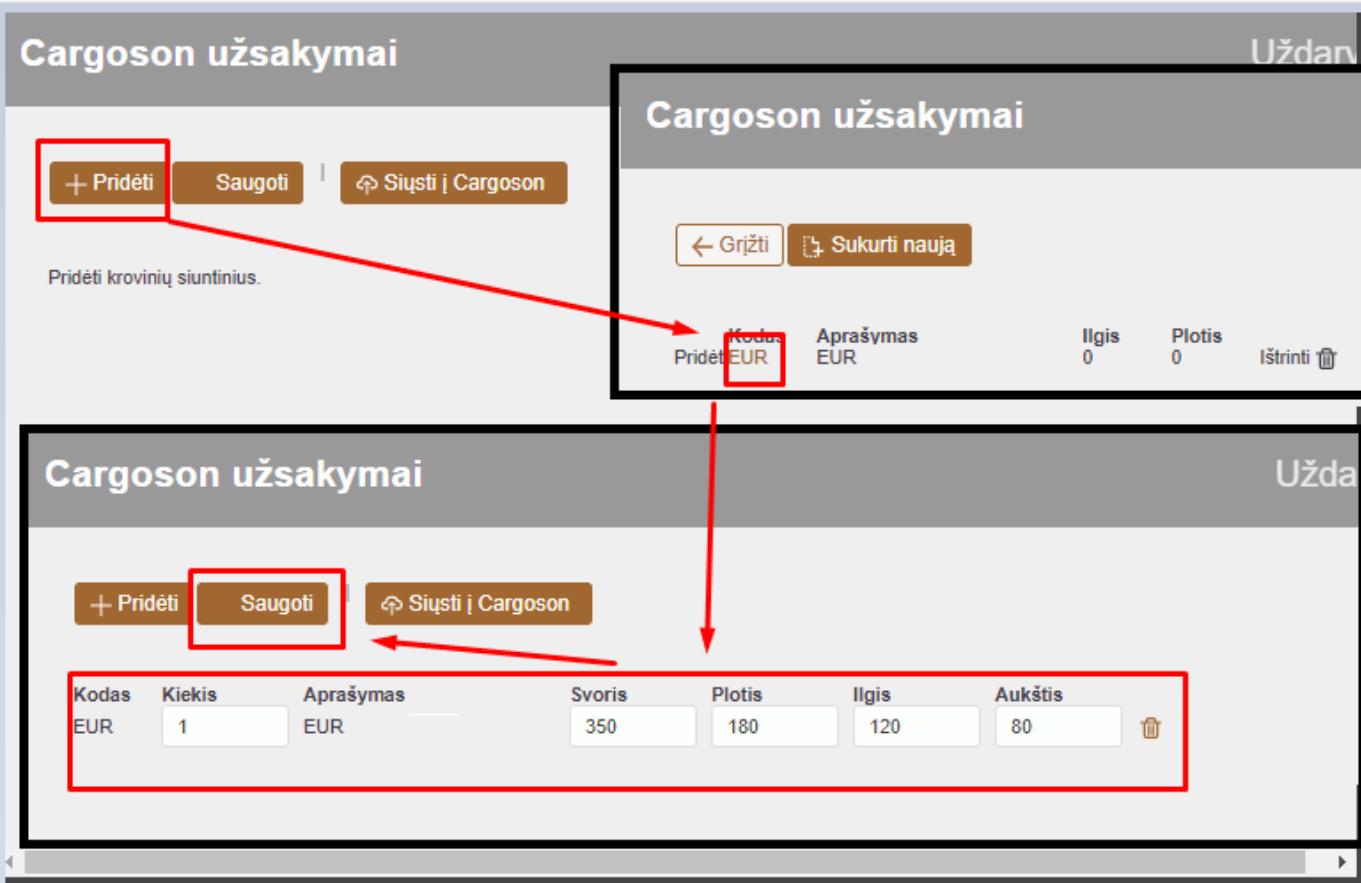 Cargoson užsakymai
Uždary
+ Pridėti
Saugoti
Siųsti į Cargoson
Pridėti krovinių siuntinius.
Cargoson užsakymai
Grįžti
Sukurti naują
Kodas Aprašymas Ilgis Plotis
Pridėt EUR EUR 0 0 Ištrinti
Cargoson užsakymai
Užda
+ Pridėti
Saugoti
Siųsti į Cargoson
Kodas Kiekis Aprašymas Svoris Plotis Ilgis Aukštis
EUR 1 EUR 350 180 120 80